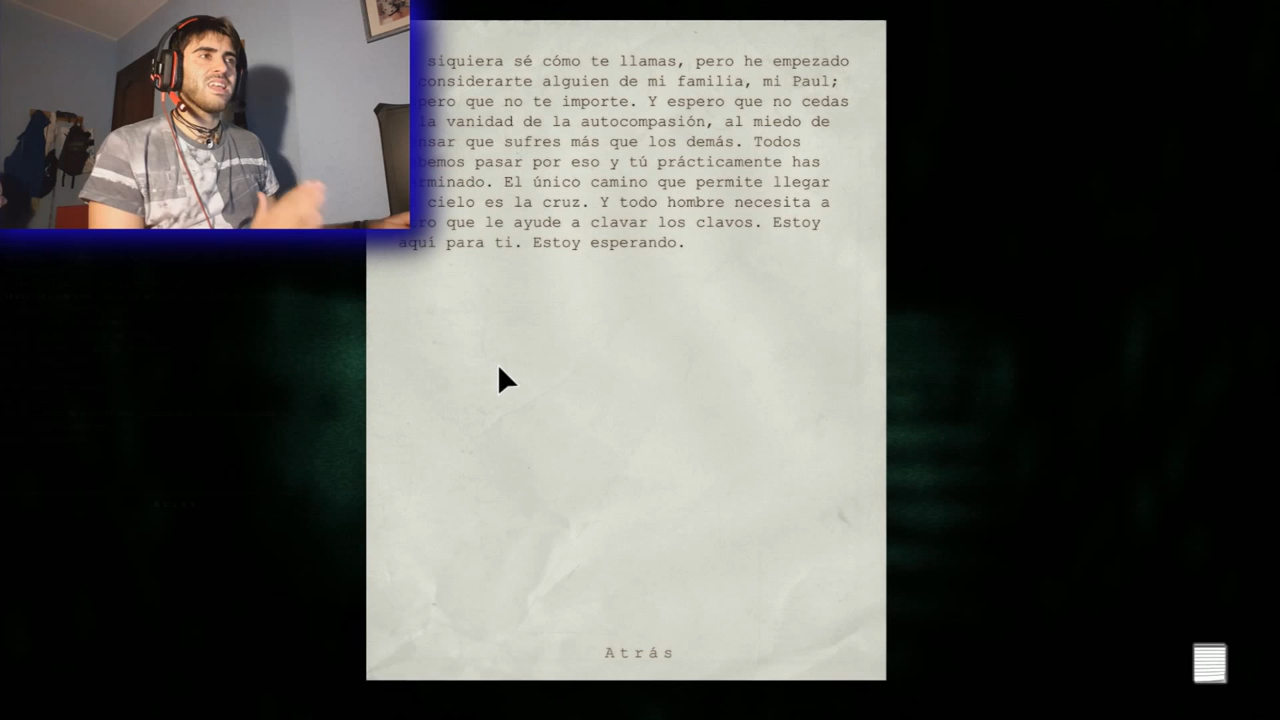 siquiera sé cómo te llamas, pero he empezado
considerarte alguien de mi familia, mi Paul;
que no te importe. Y espero que no cedas
la vanidad de la autocompasión, al miedo de
que sufres más que los demás. Todos
pasar por eso y tú prácticamente has
El único camino que permite llegar
cielo es la cruz. Y todo hombre necesita a
que le ayude a clavar los clavos. Estoy
aquí para ti. Estoy esperando.
Atrás